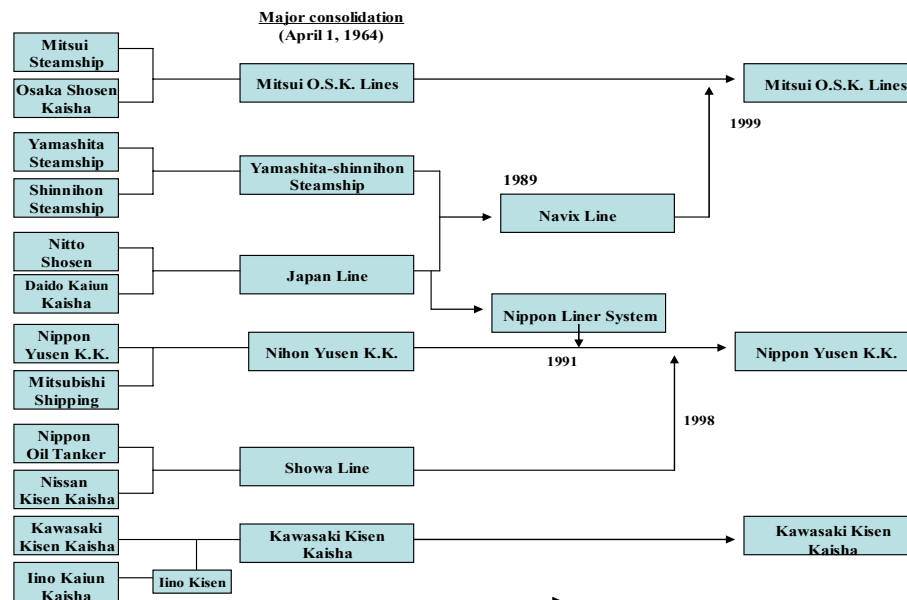 Major consolidation
(April 1, 1964)
Mitsui
Steamship
Osaka Shosen
Kaisha
Mitsui O.S.K. Lines
Mitsui O.S.K. Lines
1999
Yamashita
Steamship
Shinnihon
Steamship
Yamashita-shinnihon
Steamship
1989
Navix Line
Nitto
Shosen
Daido Kaiun
Kaisha
Japan Line
Nippon Liner System
Nippon
Yusen K.K.
Mitsubishi
Shipping
Nihon Yusen K.K.
1991
Nippon Yusen K.K.
1998
Nippon
Oil Tanker
Nissan
Kisen Kaisha
Showa Line
Kawasaki
Kisen Kaisha
Iino Kaiun
Kaisha
Iino Kisen
Kawasaki Kisen
Kaisha
Kawasaki Kisen
Kaisha